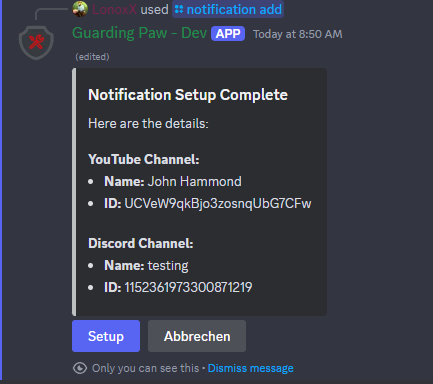 LonoxX used notification add
Guarding Paw - Dev APP Today at 8:50 AM
(edited)
Notification Setup Complete
Here are the details:
YouTube Channel:
• Name: John Hammond
• ID: UCVeW9qkBjo3zosnqUbG7CFw
Discord Channel:
• Name: testing
• ID: 1152361973300871219
Setup Abbrechen
Only you can see this • Dismiss message